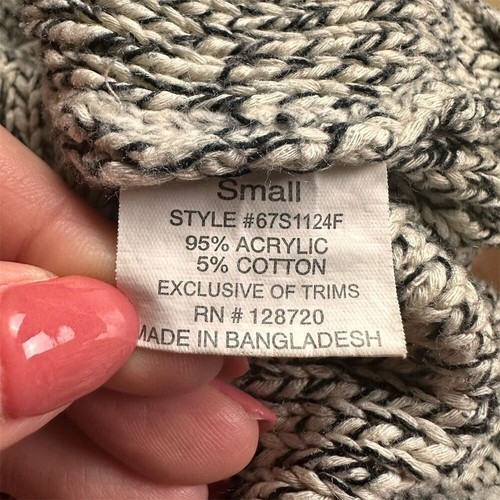 Small
STYLE #67S1124F
95% ACRYLIC
5% COTTON
EXCLUSIVE OF TRIMS
RN # 128720
MADE IN BANGLADESH